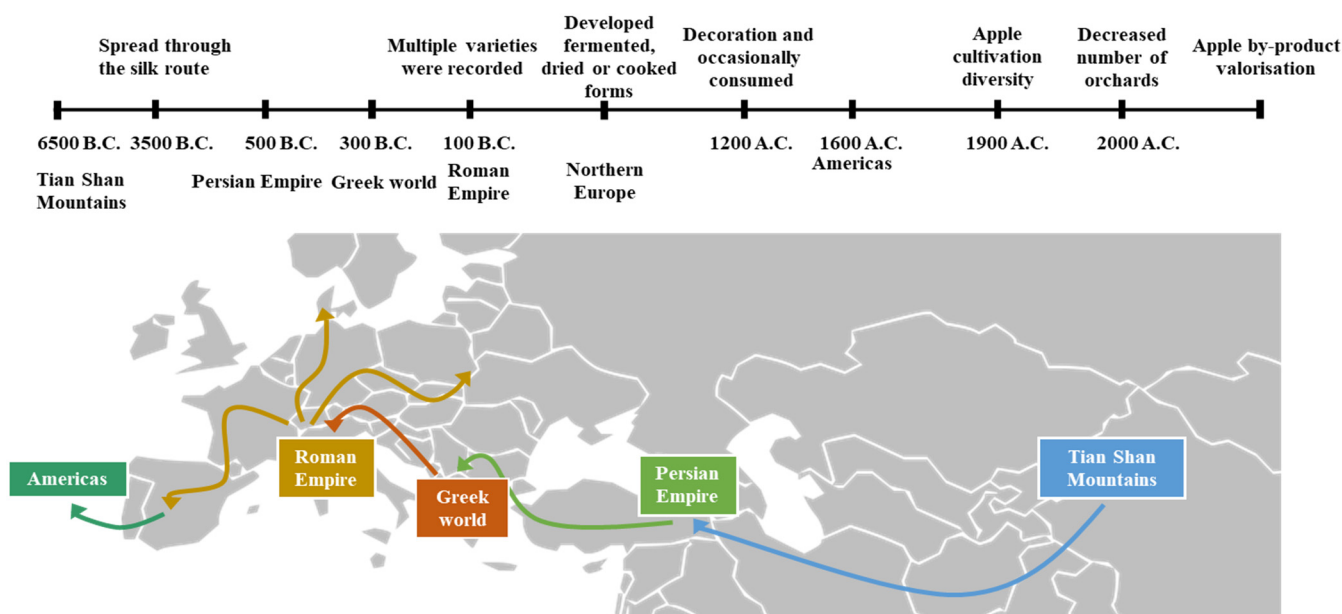 Spread through
the silk route
Multiple varieties
were recorded
Developed
fermented,
dried or cooked
forms
Decoration and
occasionally
consumed
Apple
cultivation
diversity
Decreased
number of
orchards
Apple by-product
valorisation
6500 B.C.
3500 B.C.
500 B.C.
300 B.C.
100 B.C.
1200 A.C.
1600 A.C.
1900 A.C.
2000 A.C.
Tian Shan
Mountains
Persian Empire
Greek world
Roman
Empire
Northern
Europe
Americas
Americas
Roman
Empire
Greek
world
Persian
Empire
Tian Shan
Mountains